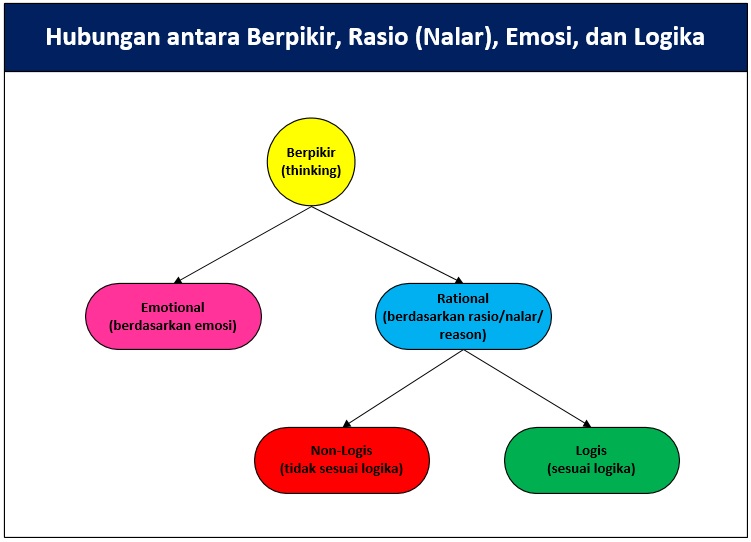 Hubungan antara Berpikir, Rasio (Nalar), Emosi, dan Logika
Berpikir
(thinking)
Emotional
(berdasarkan emosi)
Rational
(berdasarkan rasio/nalar/
reason)
Non-Logis
(tidak sesuai logika)
Logis
(sesuai logika)